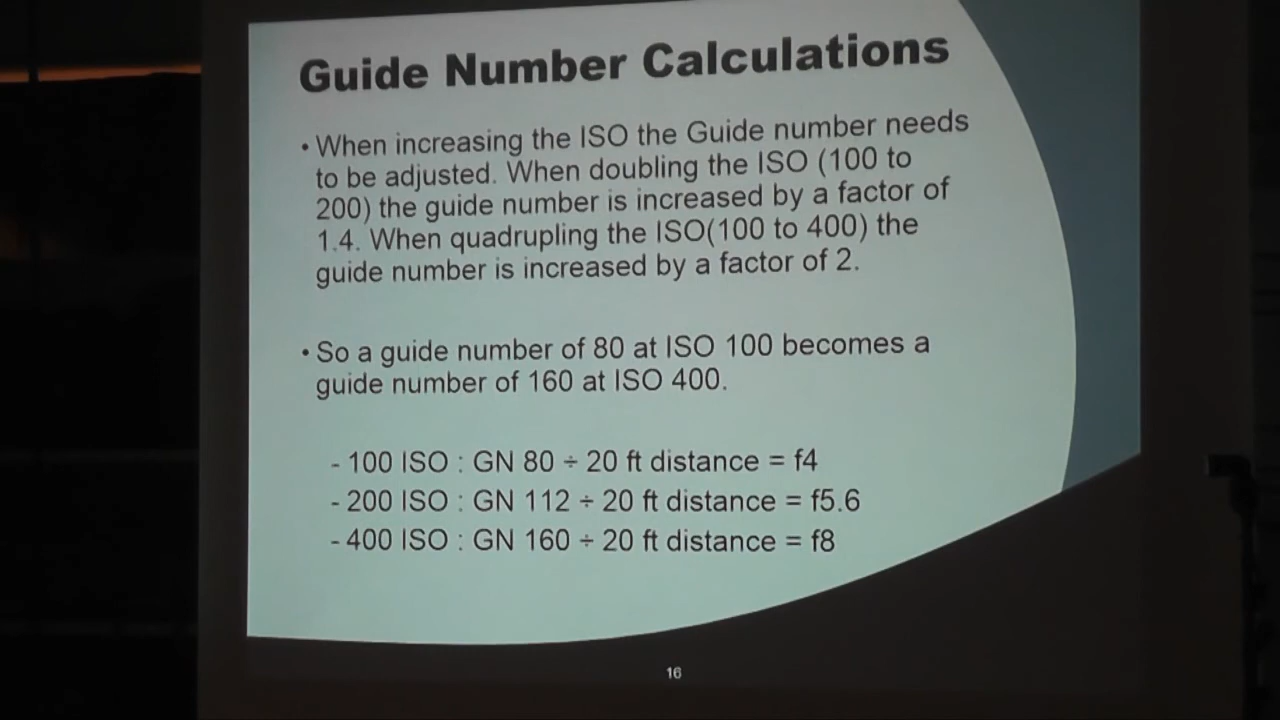 Guide Number Calculations
• When increasing the ISO the Guide number needs
to be adjusted. When doubling the ISO (100 to
200) the guide number is increased by a factor of
1.4. When quadrupling the ISO(100 to 400) the
guide number is increased by a factor of 2.
• So a guide number of 80 at ISO 100 becomes a
guide number of 160 at ISO 400.
- 100 ISO : GN 80 ÷ 20 ft distance = f4
- 200 ISO : GN 112 ÷ 20 ft distance = f5.6
- 400 ISO : GN 160 ÷ 20 ft distance = f8
16